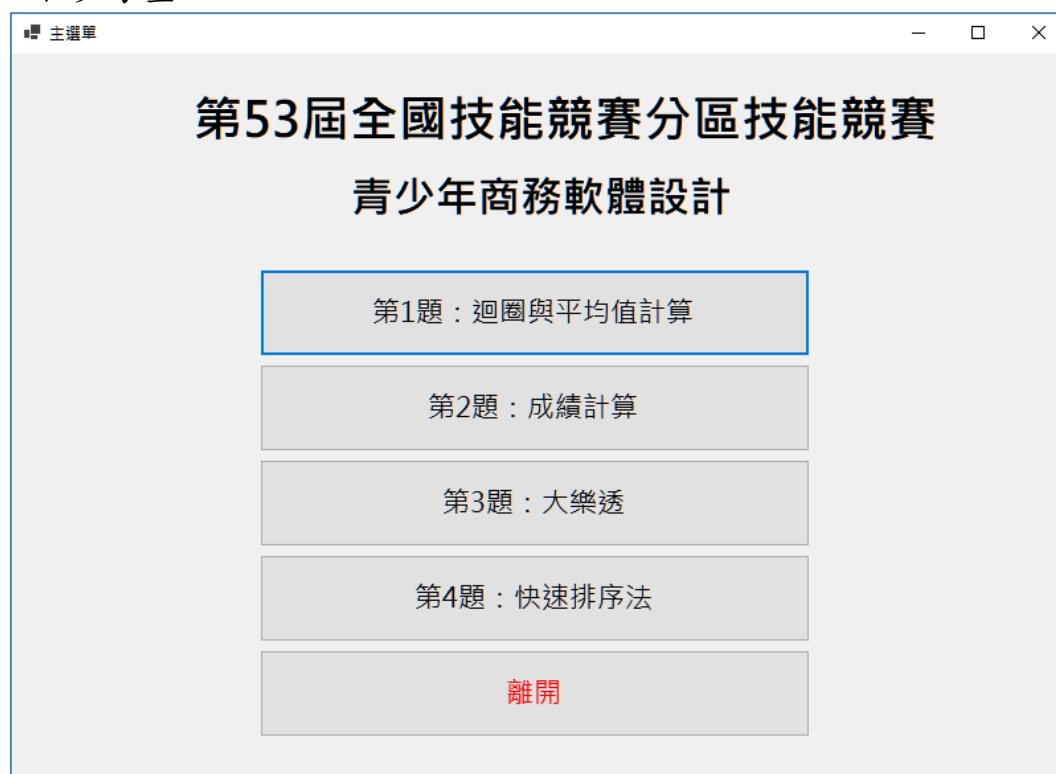 主選單
第53屆全國技能競賽分區技能競賽
青少年商務軟體設計
第1題：迴圈與平均值計算
第2題：成績計算
第3題：大樂透
第4題：快速排序法
離開